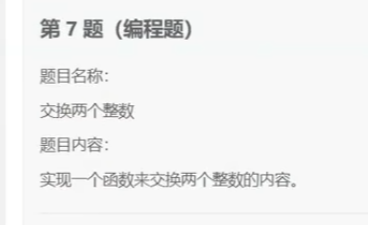 第 7 题（编程题）
题目名称：
交换两个整数
题目内容：
实现一个函数来交换两个整数的内容。